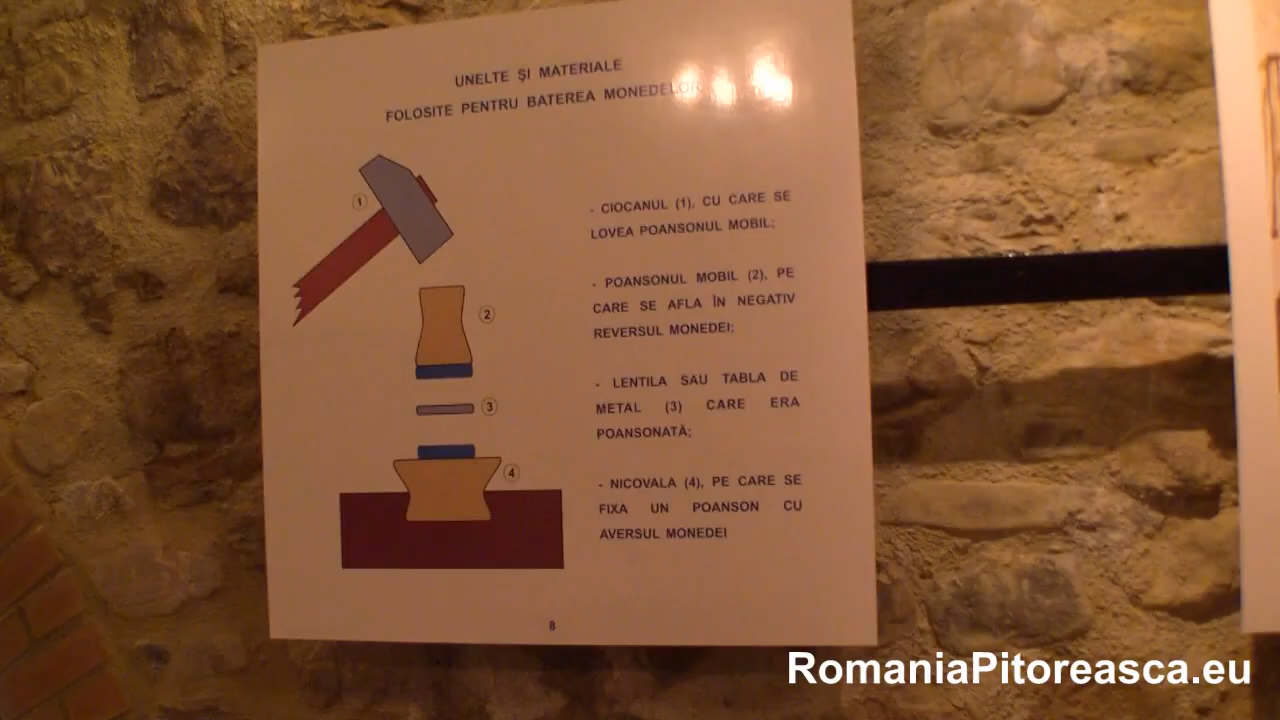 UNELTE ŞI MATERIALE
FOLOSITE PENTRU BATEREA MONEDELOR
1
- CIOCANUL (1), CU CARE SE
LOVEA POANSONUL MOBIL;
2
- POANSONUL MOBIL (2), PE
CARE SE AFLA ÎN NEGATIV
REVERSUL MONEDEI;
3
- LENTILA SAU TABLA DE
METAL (3) CARE ERA
POANSONATĂ;
4
- NICOVALA (4), PE CARE SE
FIXA UN POANSON CU
AVERSUL MONEDEI
8
RomaniaPitoreasca.eu